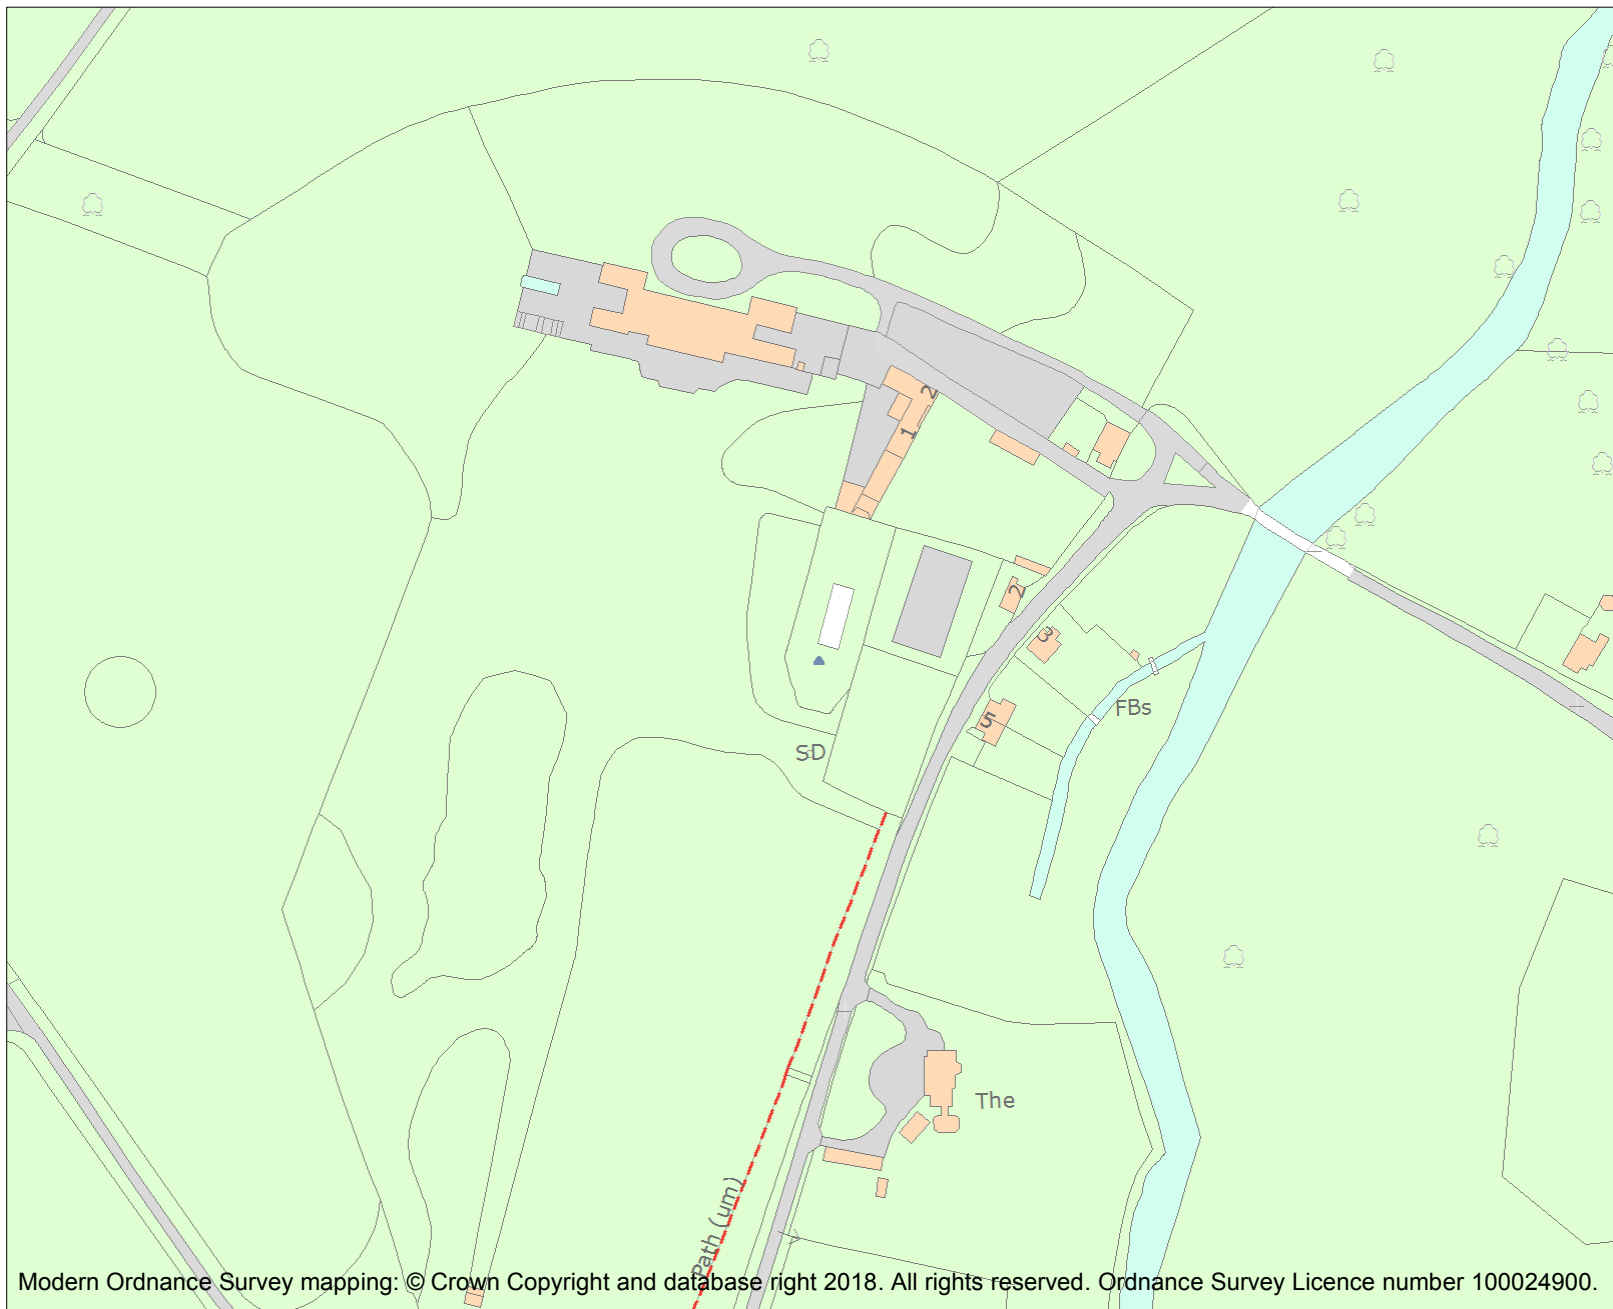 2
1
2
3
FBs
5
SD
The
Path (um)
Modern Ordnance Survey mapping: © Crown Copyright and database right 2018. All rights reserved. Ordnance Survey Licence number 100024900.